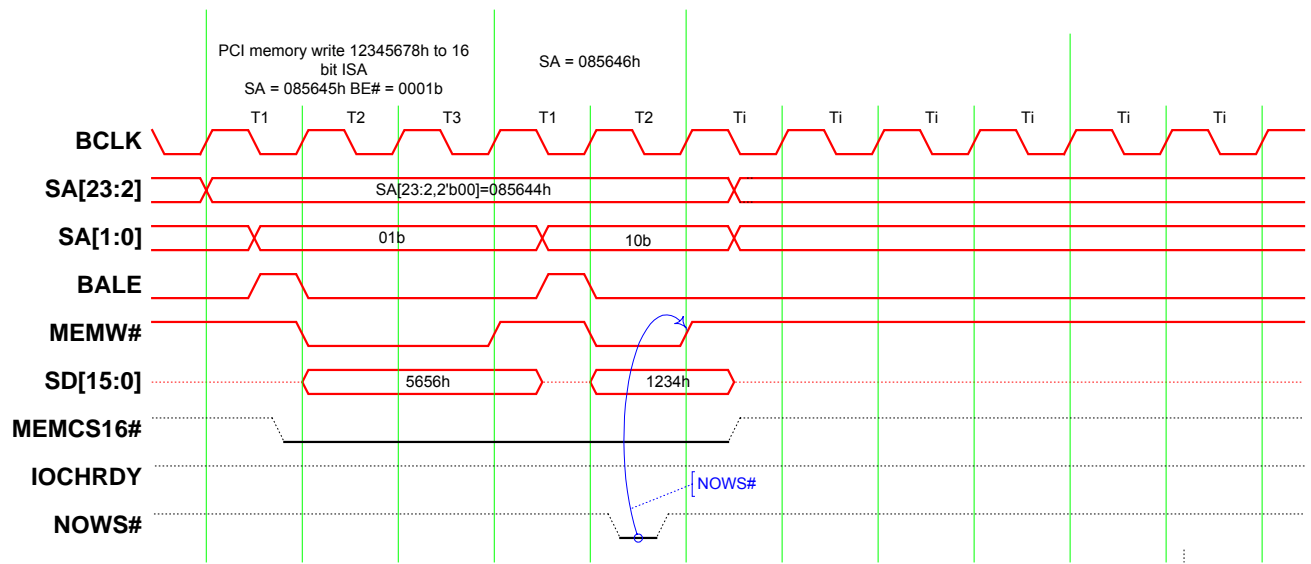 PCI memory write 12345678h to 16
bit ISA
SA = 085645h BE# = 0001b
SA = 085646h
T1 T2 T3 T1 T2 Ti Ti Ti Ti Ti Ti
BCLK
SA[23:2] SA[23:2,2'b00]=085644h
SA[1:0] 01b 10b
BALE
MEMW#
SD[15:0] 5656h 1234h
MEMCS16#
IOCHRDY
NOWS#
NOWS#